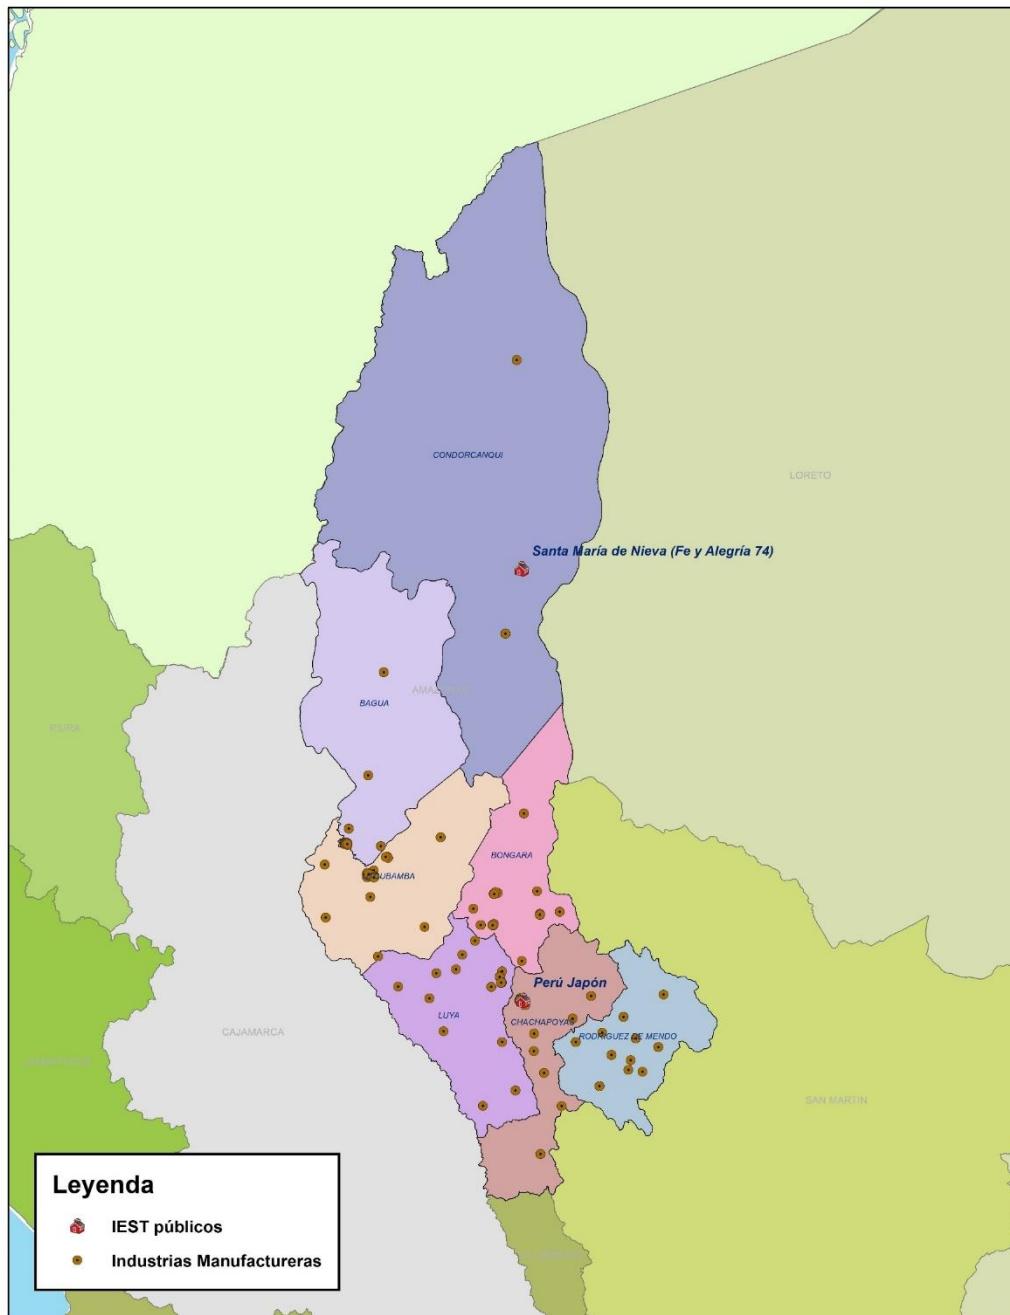 CONDORCANQUI
LORETO
Santa María de Nieva (Fe y Alegría 74)
BAGUA
PIURA
BONGARA
Perú Japón
LUYA
CHACHAPOYAS
CAJAMARCA
RODRIGUEZ DE MENDO
SAN MARTIN
Leyenda
IEST públicos
Industrias Manufactureras